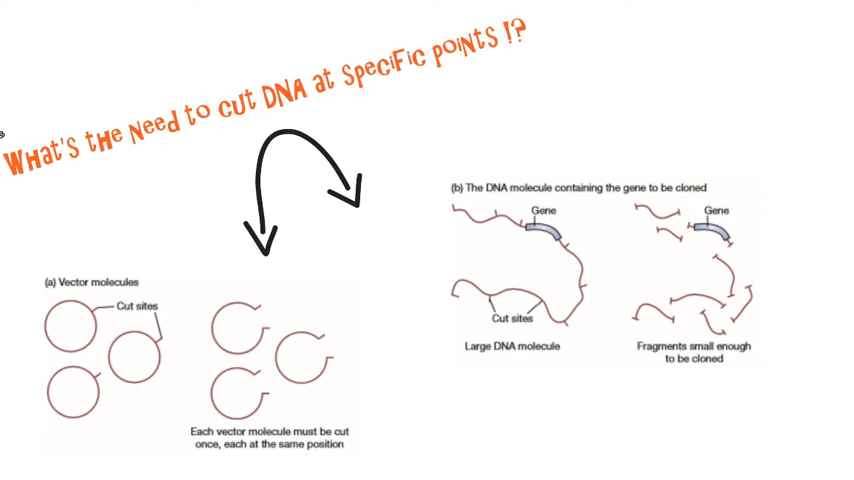 What's the need to cut DNA at specific points !?
(b) The DNA molecule containing the gene to be cloned
Gene
Gene
(a) Vector molecules
Cut sites
Cut sites
Large DNA molecule
Fragments small enough
to be cloned
Each vector molecule must be cut
once, each at the same position